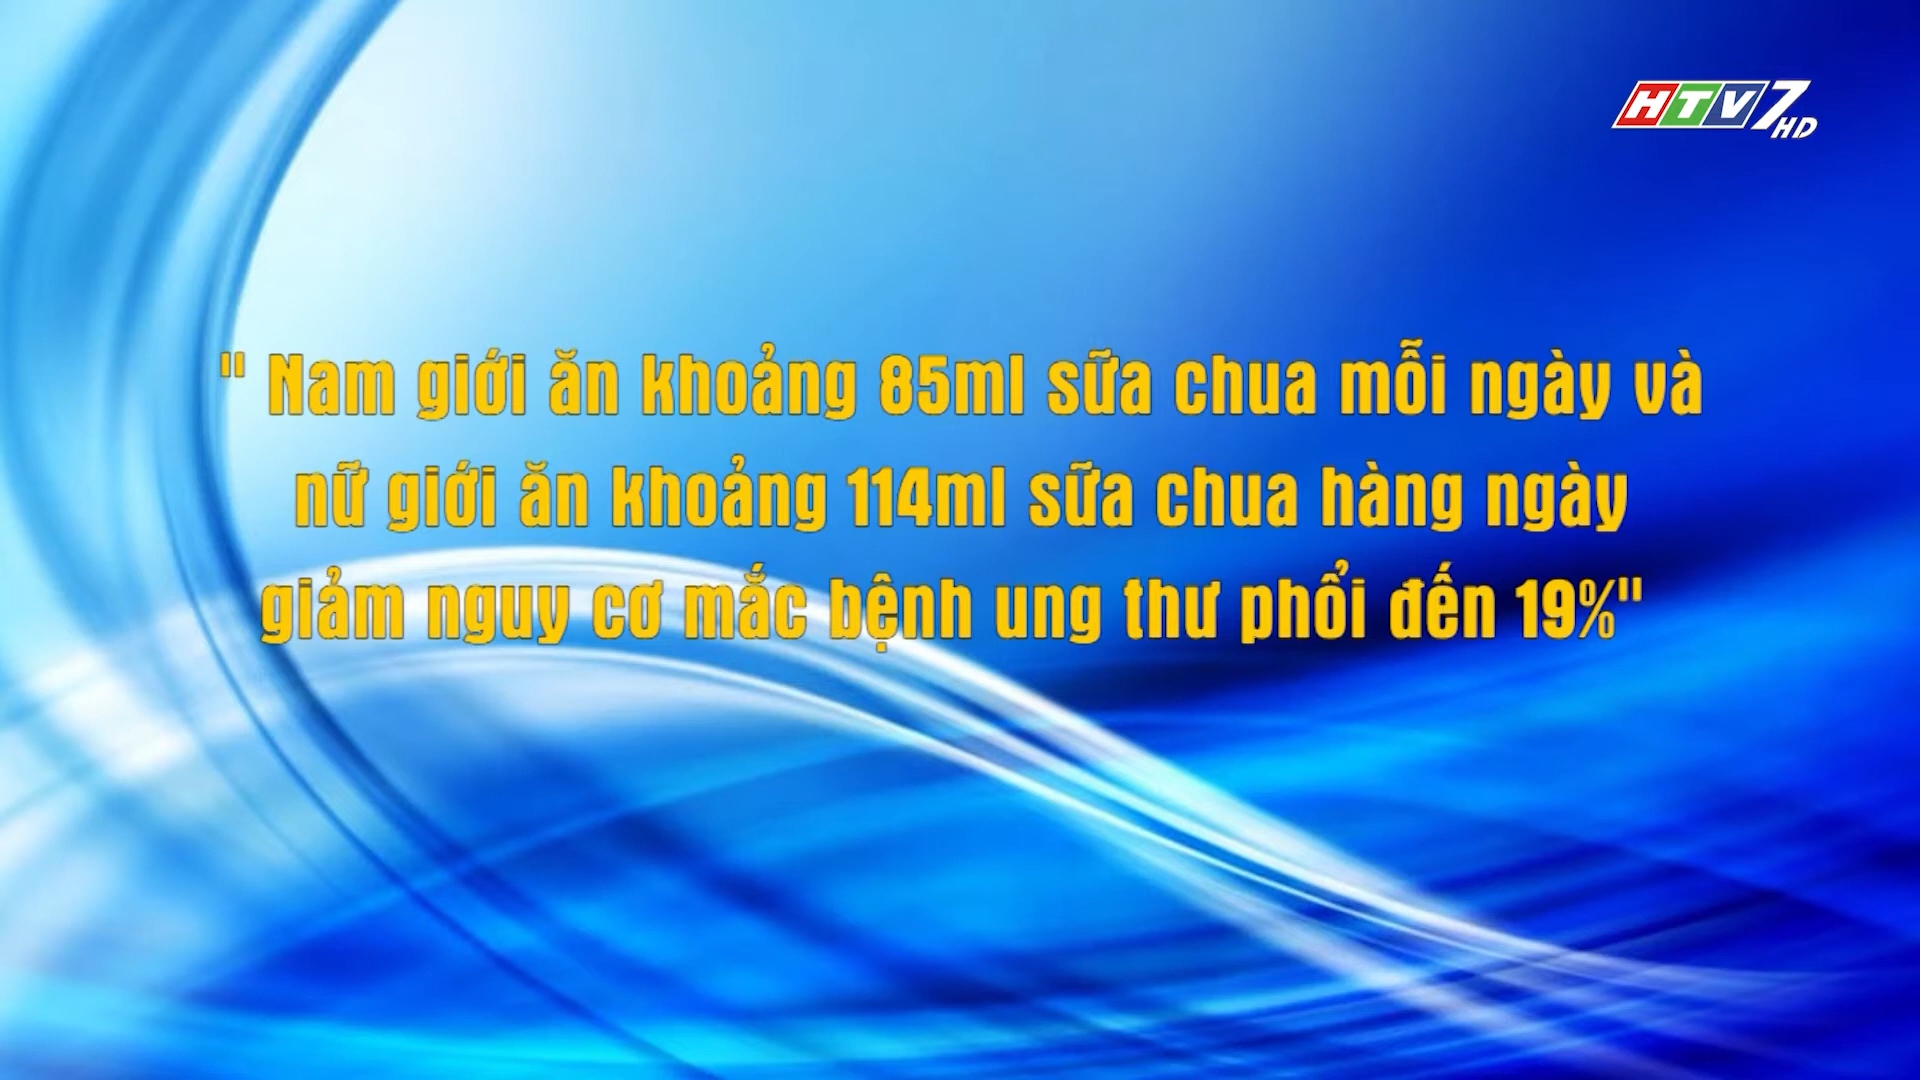 HTV7 HD
" Nam giới ăn khoảng 85ml sữa chua mỗi ngày và
nữ giới ăn khoảng 114ml sữa chua hàng ngày
giảm nguy cơ mắc bệnh ung thư phổi đến 19%"